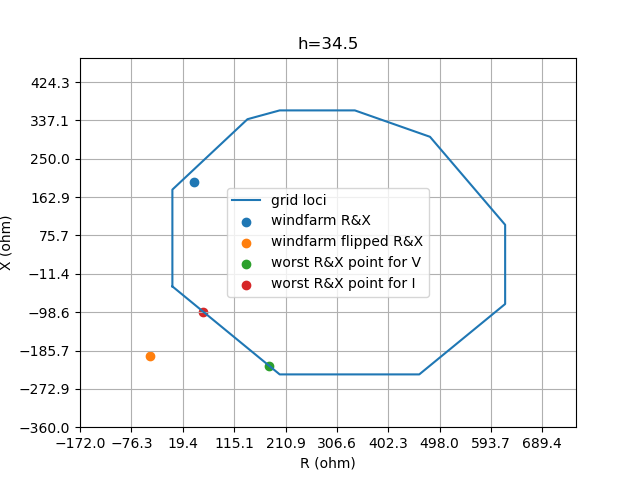 h=34.5
424.3
337.1
250.0
162.9
75.7
−11.4
−98.6
−185.7
−272.9
−360.0
X (ohm)
grid loci
windfarm R&X
windfarm flipped R&X
worst R&X point for V
worst R&X point for I
−172.0 −76.3 19.4 115.1 210.9 306.6 402.3 498.0 593.7 689.4
R (ohm)